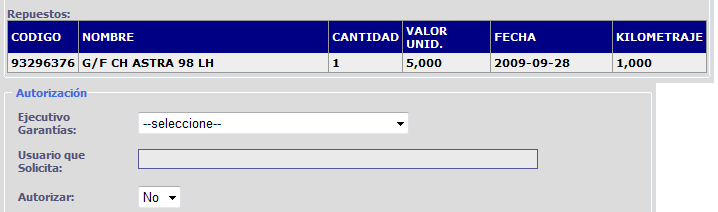 Repuestos:
CODIGO NOMBRE CANTIDAD VALOR UNID. FECHA KILOMETRAJE
93296376 G/F CH ASTRA 98 LH 1 5,000 2009-09-28 1,000
Autorización
Ejecutivo
Garantías: --seleccione--
Usuario que
Solicita:
Autorizar: No